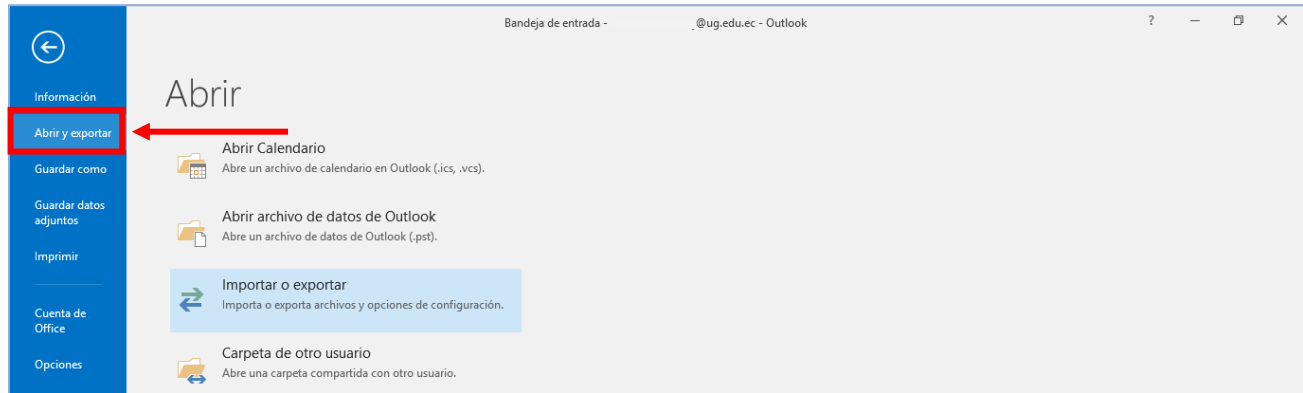 Bandeja de entrada - @ug.edu.ec - Outlook
?
Información
Abrir y exportar
Guardar como
Guardar datos
adjuntos
Imprimir
Cuenta de
Office
Opciones
Abrir
Abrir Calendario
Abre un archivo de calendario en Outlook (.ics, .vcs).
Abrir archivo de datos de Outlook
Abre un archivo de datos de Outlook (.pst).
Importar o exportar
Importa o exporta archivos y opciones de configuración.
Carpeta de otro usuario
Abre una carpeta compartida con otro usuario.